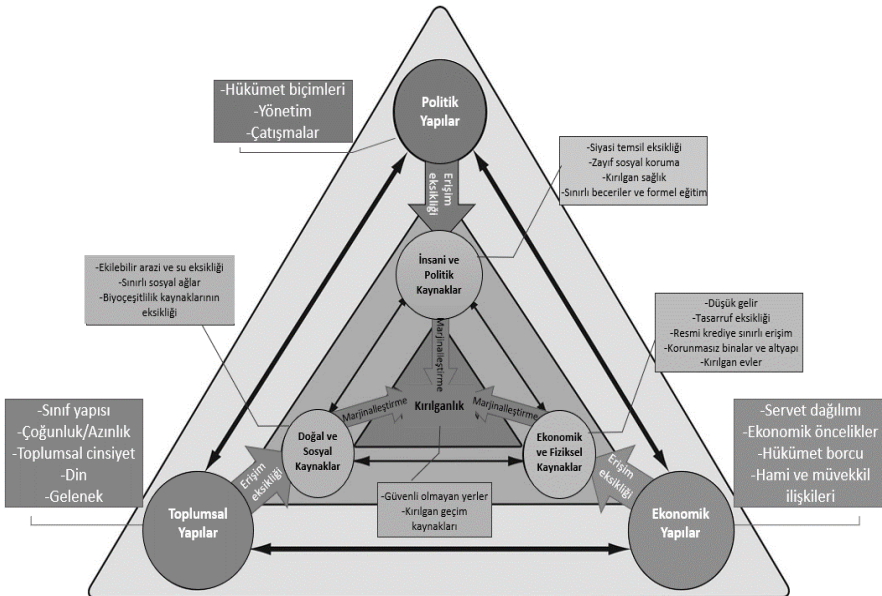 -Hükümet biçimleri
-Yönetim
-Çatışmalar
Politik
Yapılar
-Siyasi temsil eksikliği
-Zayıf sosyal koruma
-Kırılgan sağlık
-Sınırlı beceriler ve formel eğitim
Erişim
eksikliği
İnsani ve
Politik
Kaynaklar
-Ekilebilir arazi ve su eksikliği
-Sınırlı sosyal ağlar
-Biyoçeşitlilik kaynaklarının
eksikliği
-Düşük gelir
-Tasarruf eksikliği
-Resmi krediye sınırlı erişim
-Korunmasız binalar ve altyapı
-Kırılgan evler
Marjinalleştirme
Marjinalleştirme
Kırılganlık
Marjinalleştirme
-Sınıf yapısı
-Çoğunluk/Azınlık
-Toplumsal cinsiyet
-Din
-Gelenek
Doğal ve
Sosyal
Kaynaklar
Ekonomik
ve Fiziksel
Kaynaklar
-Servet dağılımı
-Ekonomik öncelikler
-Hükümet borcu
-Hami ve müvekkil
ilişkileri
Erişim
eksikliği
-Güvenli olmayan yerler
-Kırılgan geçim
kaynakları
Erişim
eksikliği
Toplumsal
Yapılar
Ekonomik
Yapılar